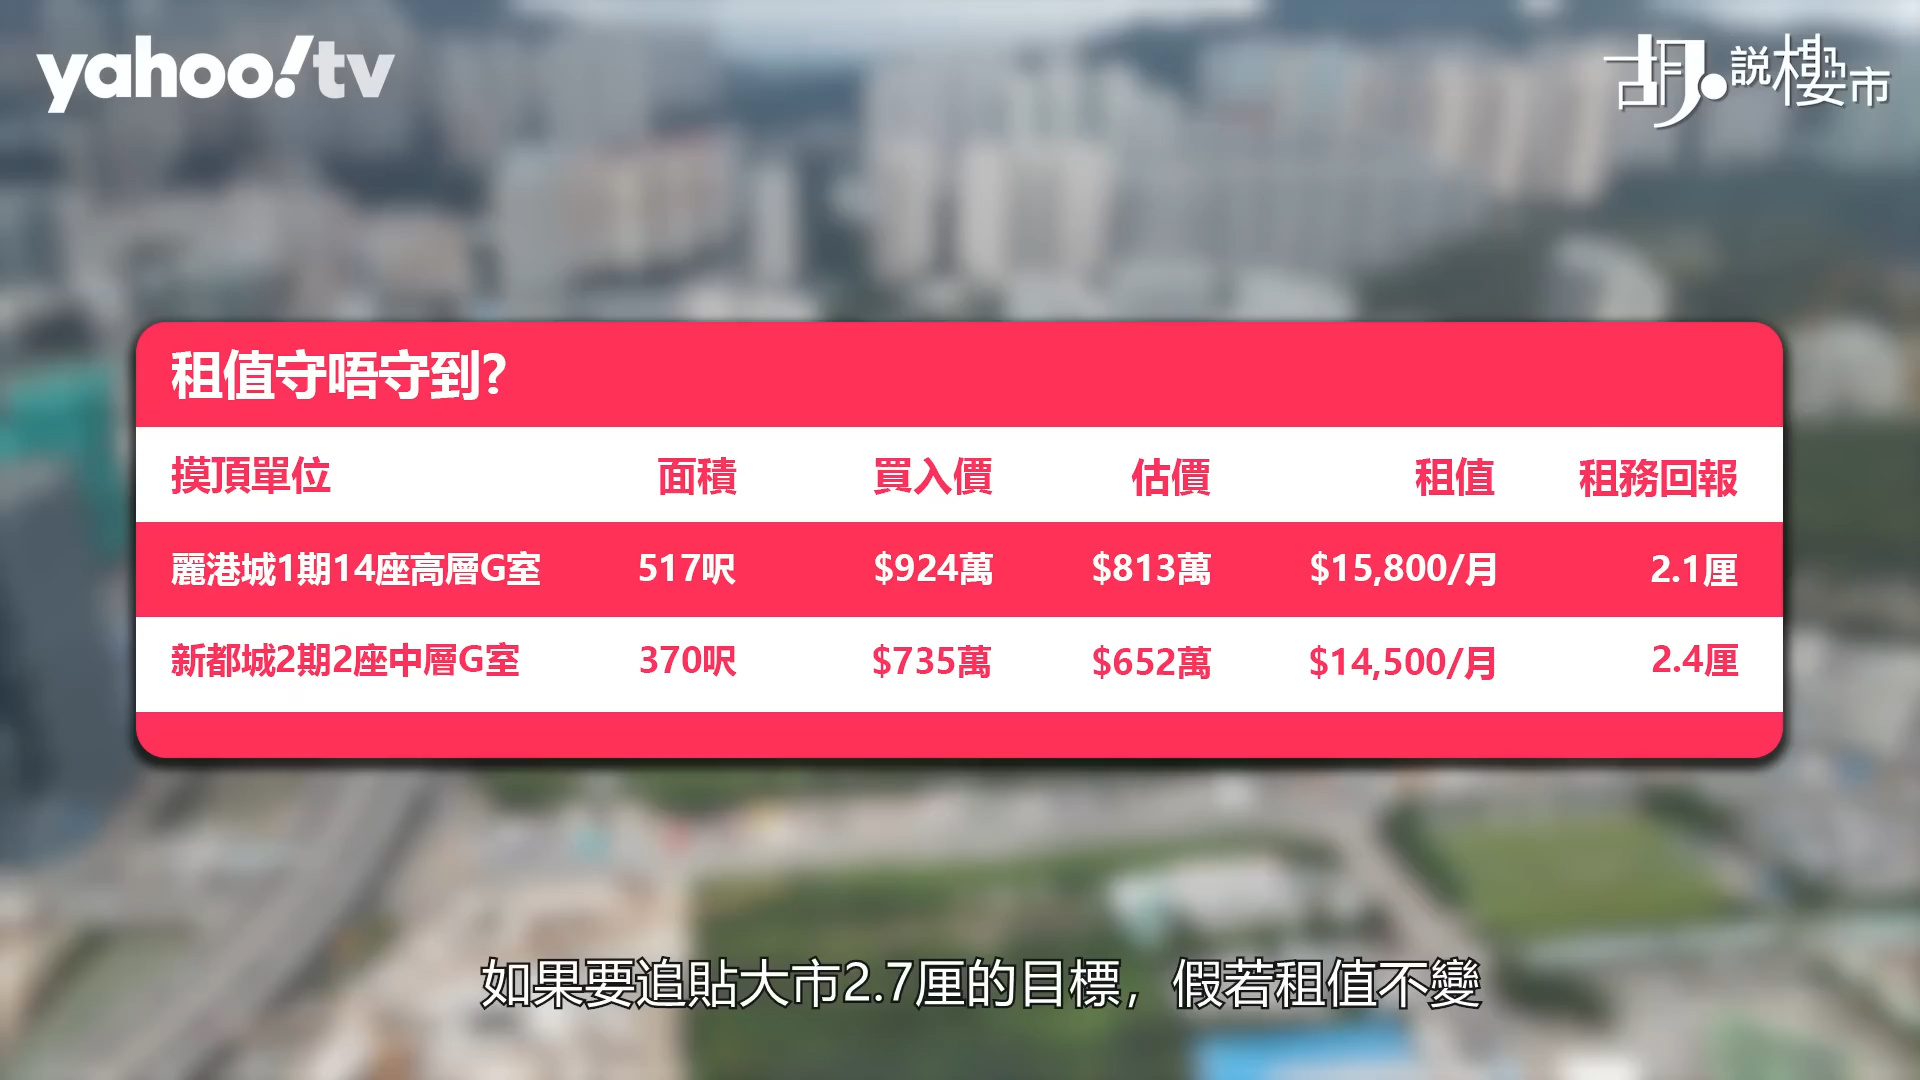 yahoo!tv
胡.説樓市
租值守唔守到?
摸頂單位 面積 買入價 估價 租值 租務回報
麗港城1期14座高層G室 517呎 $924萬 $813萬 $15,800/月 2.1厘
新都城2期2座中層G室 370呎 $735萬 $652萬 $14,500/月 2.4厘
如果要追貼大市2.7厘的目標，假若租值不變